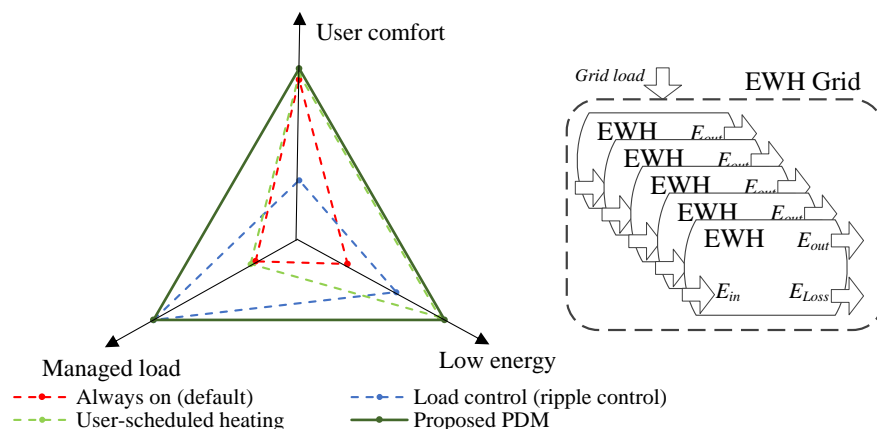 User comfort
Managed load
Low energy
Always on (default)
User-scheduled heating
Load control (ripple control)
Proposed PDM
Grid load
EWH Grid
EWH E_out
EWH E_out
EWH E_out
EWH E_out
EWH E_out
E_in E_Loss